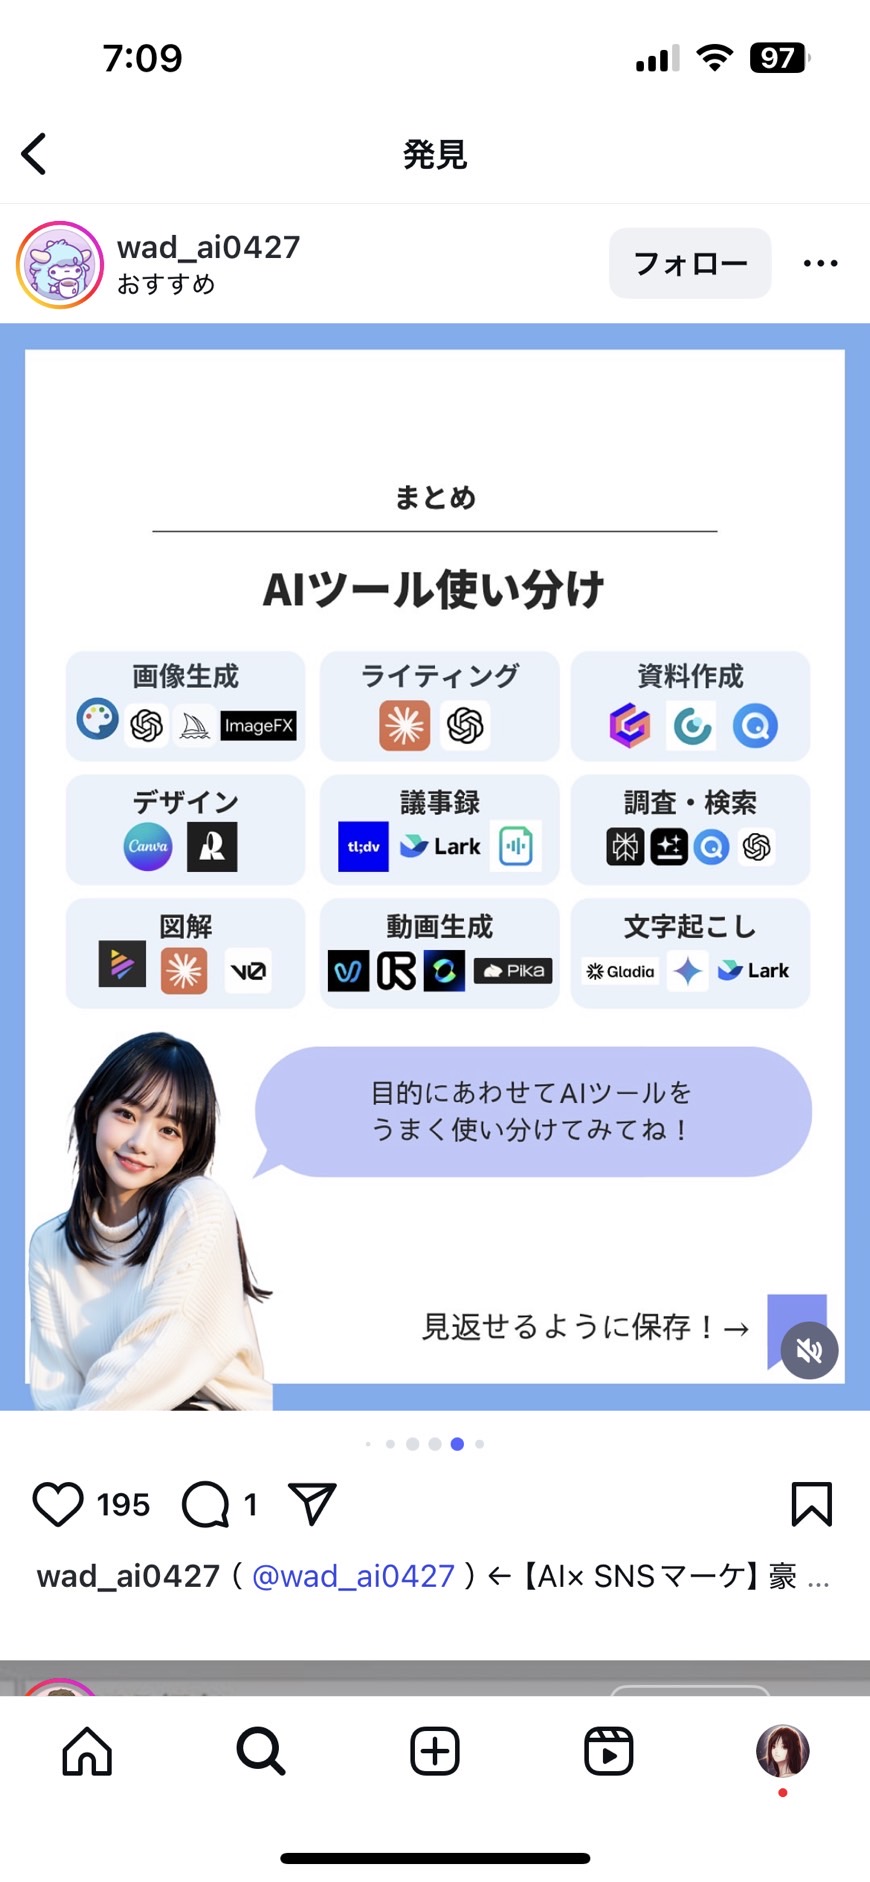 7:09
97
発見
wad_ai0427
おすすめ
フォロー
まとめ
AIツール使い分け
画像生成
ImageFX
ライティング
資料作成
デザイン
Canva
議事録
tl;dv
Lark
調査・検索
図解
v0
動画生成
Pika
文字起こし
Gladia
Lark
目的にあわせてAIツールを
うまく使い分けてみてね！
見返せるように保存！→
195
1
wad_ai0427 ( @wad_ai0427 ) ←【AI× SNSマーケ】豪 ...